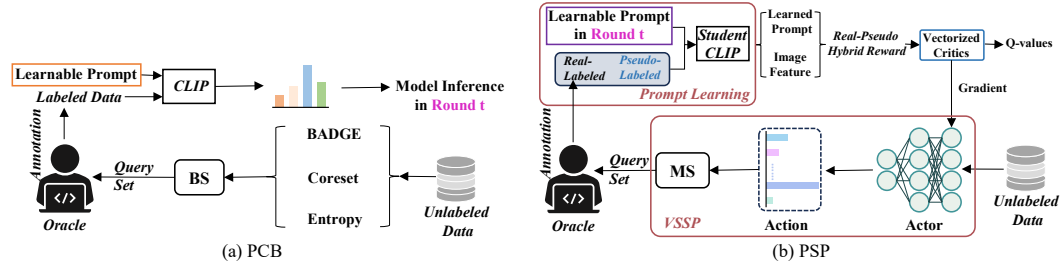 Learnable Prompt
Labeled Data
CLIP
Model Inference
in Round t
Annotation
Oracle
Query
Set
BS
BADGE
Coreset
Entropy
Unlabeled
Data
(a) PCB
Learnable Prompt
in Round t
Real-
Labeled
Pseudo-
Labeled
Student
CLIP
Prompt Learning
Learned
Prompt
Image
Feature
Real-Pseudo
Hybrid Reward
Vectorized
Critics
Q-values
Gradient
Annotation
Oracle
Query
Set
MS
VSSP
Action
Actor
Unlabeled
Data
(b) PSP